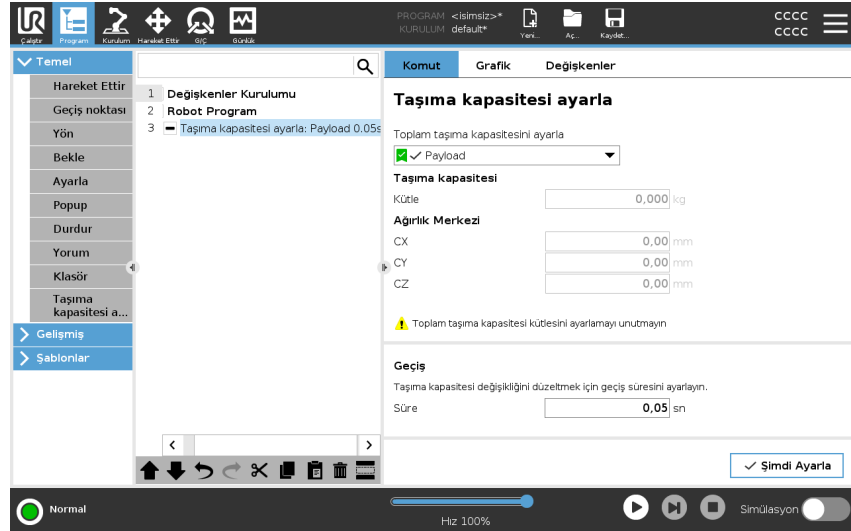 UR
Çalıştır
Program
Kurulum
Hareket Ettir
G/Ç
Günlük
PROGRAM <isimsiz>*
KURULUM default*
Yeni...
Aç...
Kaydet...
cccc
cccc
Temel
Hareket Ettir
Geçiş noktası
Yön
Bekle
Ayarla
Popup
Durdur
Yorum
Klasör
Taşıma
kapasitesi a...
Gelişmiş
Şablonlar
1 Değişkenler Kurulumu
2 Robot Program
3 Taşıma kapasitesi ayarla: Payload 0.05s
Komut Grafik Değişkenler
Taşıma kapasitesi ayarla
Toplam taşıma kapasitesini ayarla
Payload
Taşıma kapasitesi
Kütle 0,000 kg
Ağırlık Merkezi
CX 0,00 mm
CY 0,00 mm
CZ 0,00 mm
Toplam taşıma kapasitesi kütlesini ayarlamayı unutmayın
Geçiş
Taşıma kapasitesi değişikliğini düzeltmek için geçiş süresini ayarlayın.
Süre 0,05 sn
Şimdi Ayarla
Normal
Hız 100%
Simülasyon